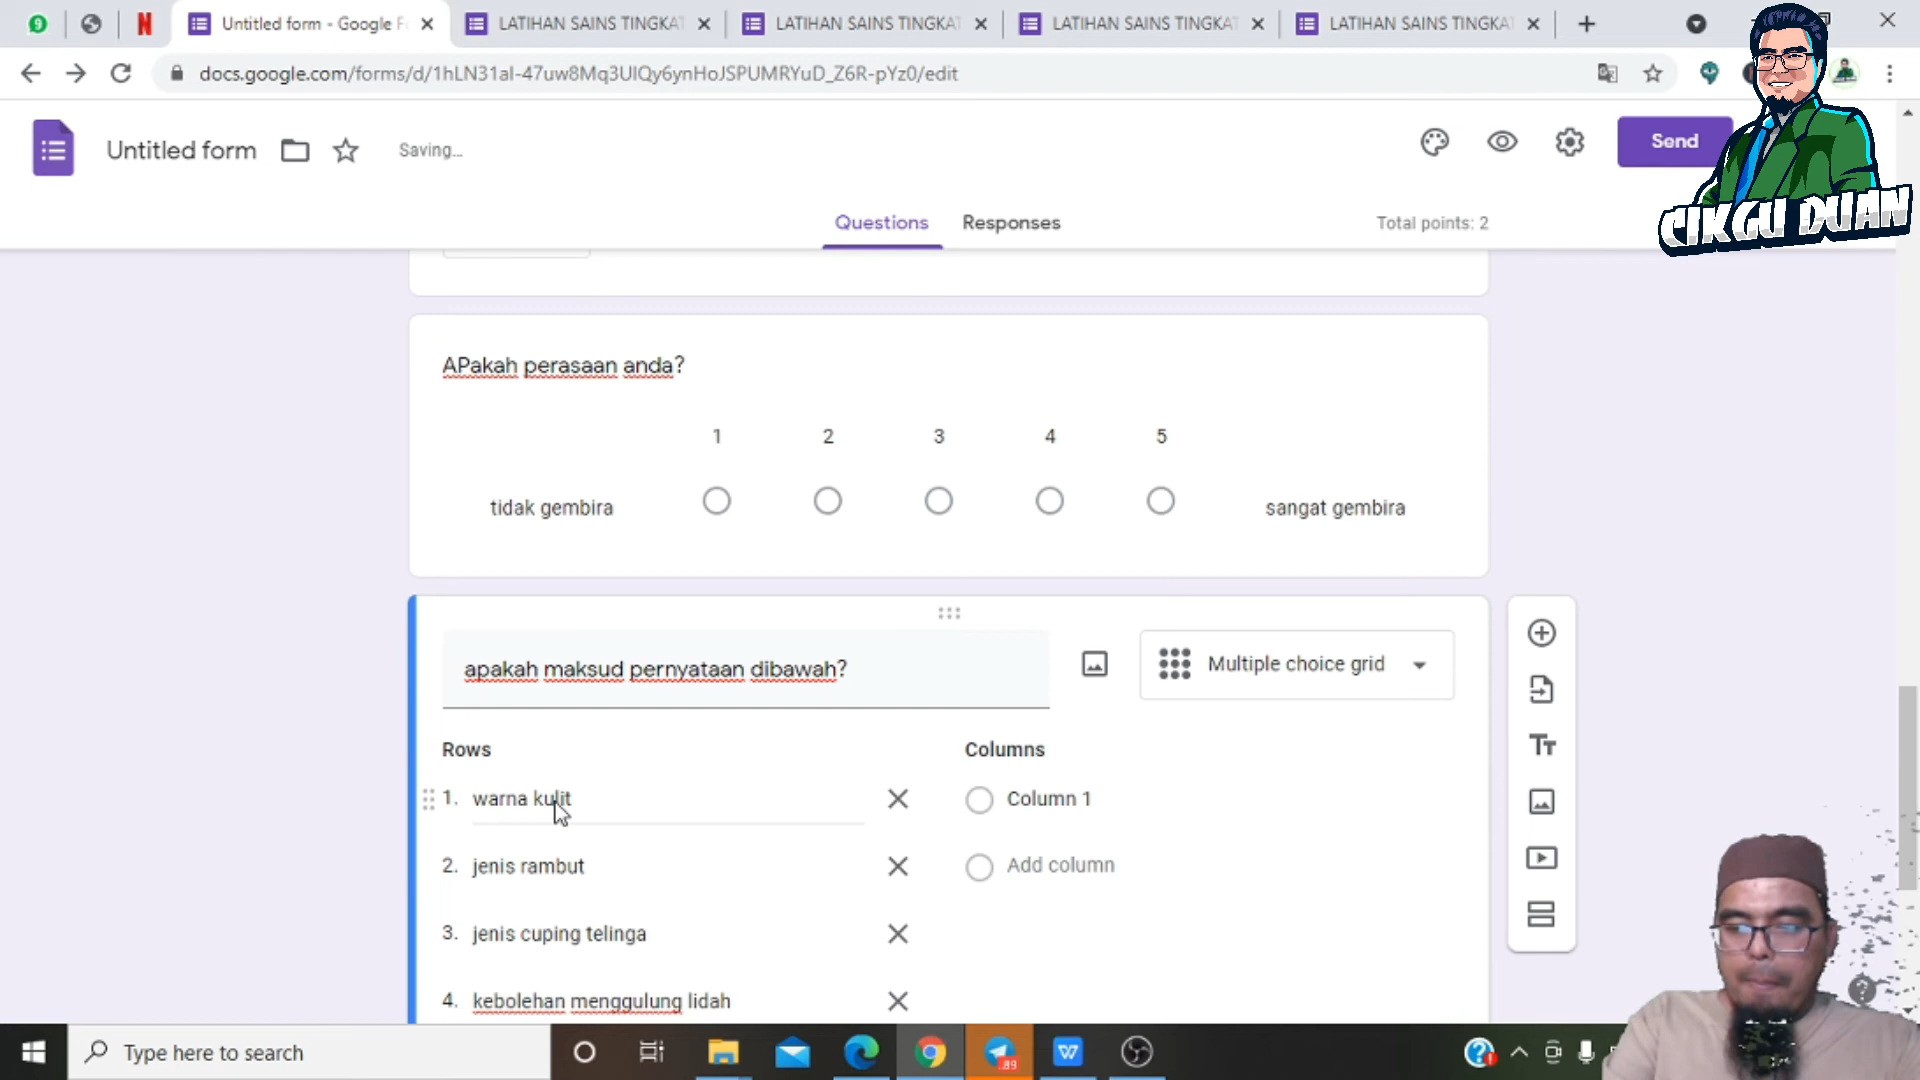 Untitled form - Google F
LATIHAN SAINS TINGKAT
LATIHAN SAINS TINGKAT
LATIHAN SAINS TINGKAT
LATIHAN SAINS TINGKAT
docs.google.com/forms/d/1hLN31aI-47uw8Mq3UlQy6ynHoJSPUMRYuD_Z6R-pYz0/edit
Untitled form
Saving...
Send
CIKGU DUAN
Questions
Responses
Total points: 2
APakah perasaan anda?
1 2 3 4 5
tidak gembira
sangat gembira
apakah maksud pernyataan dibawah?
Multiple choice grid
Rows
Columns
1. warna kulit
Column 1
2. jenis rambut
Add column
3. jenis cuping telinga
4. kebolehan menggulung lidah
Type here to search
89